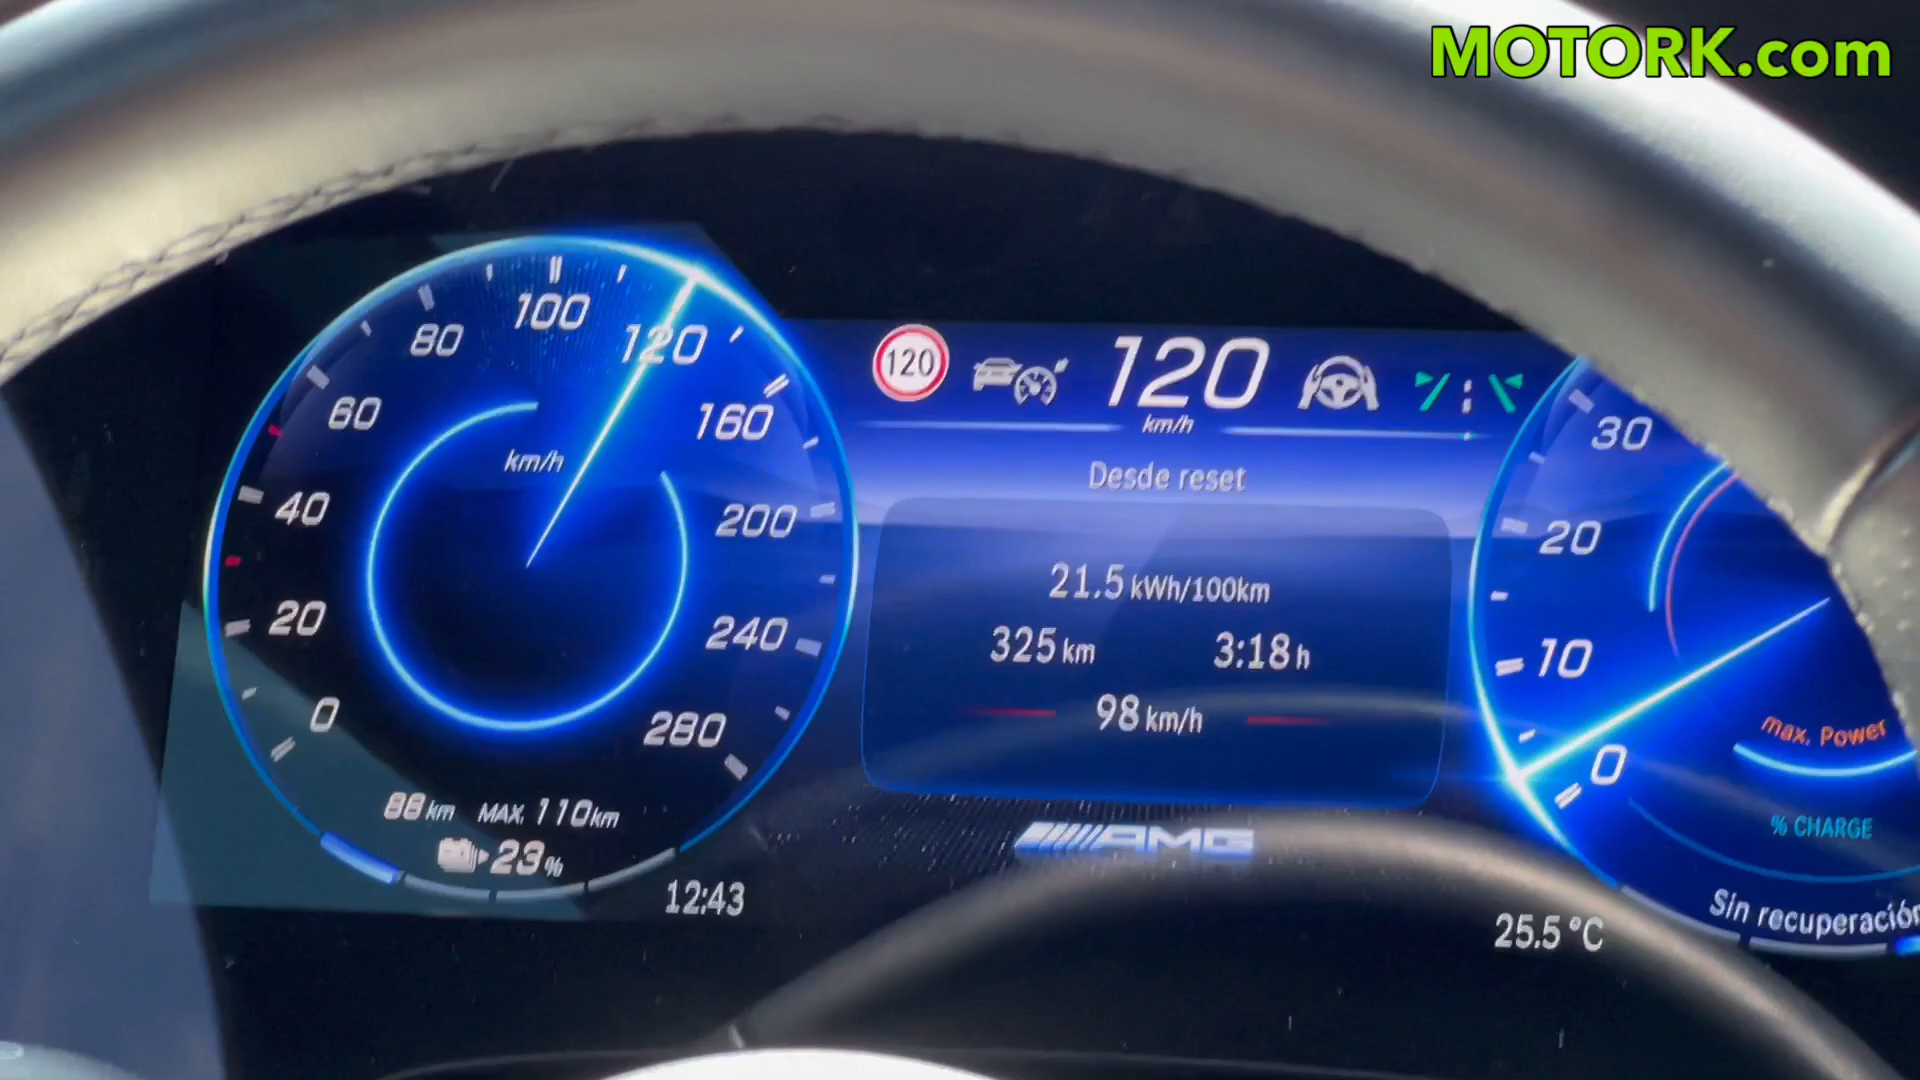 MOTORK.com
100
80
120
60
160
km/h
40
200
20
240
0
280
88 km MAX. 110 km
23%
12:43
120
120
km/h
Desde reset
21.5 kWh/100km
325 km 3:18 h
98 km/h
AMG
30
20
10
0
max. Power
% CHARGE
Sin recuperación
25.5 °C